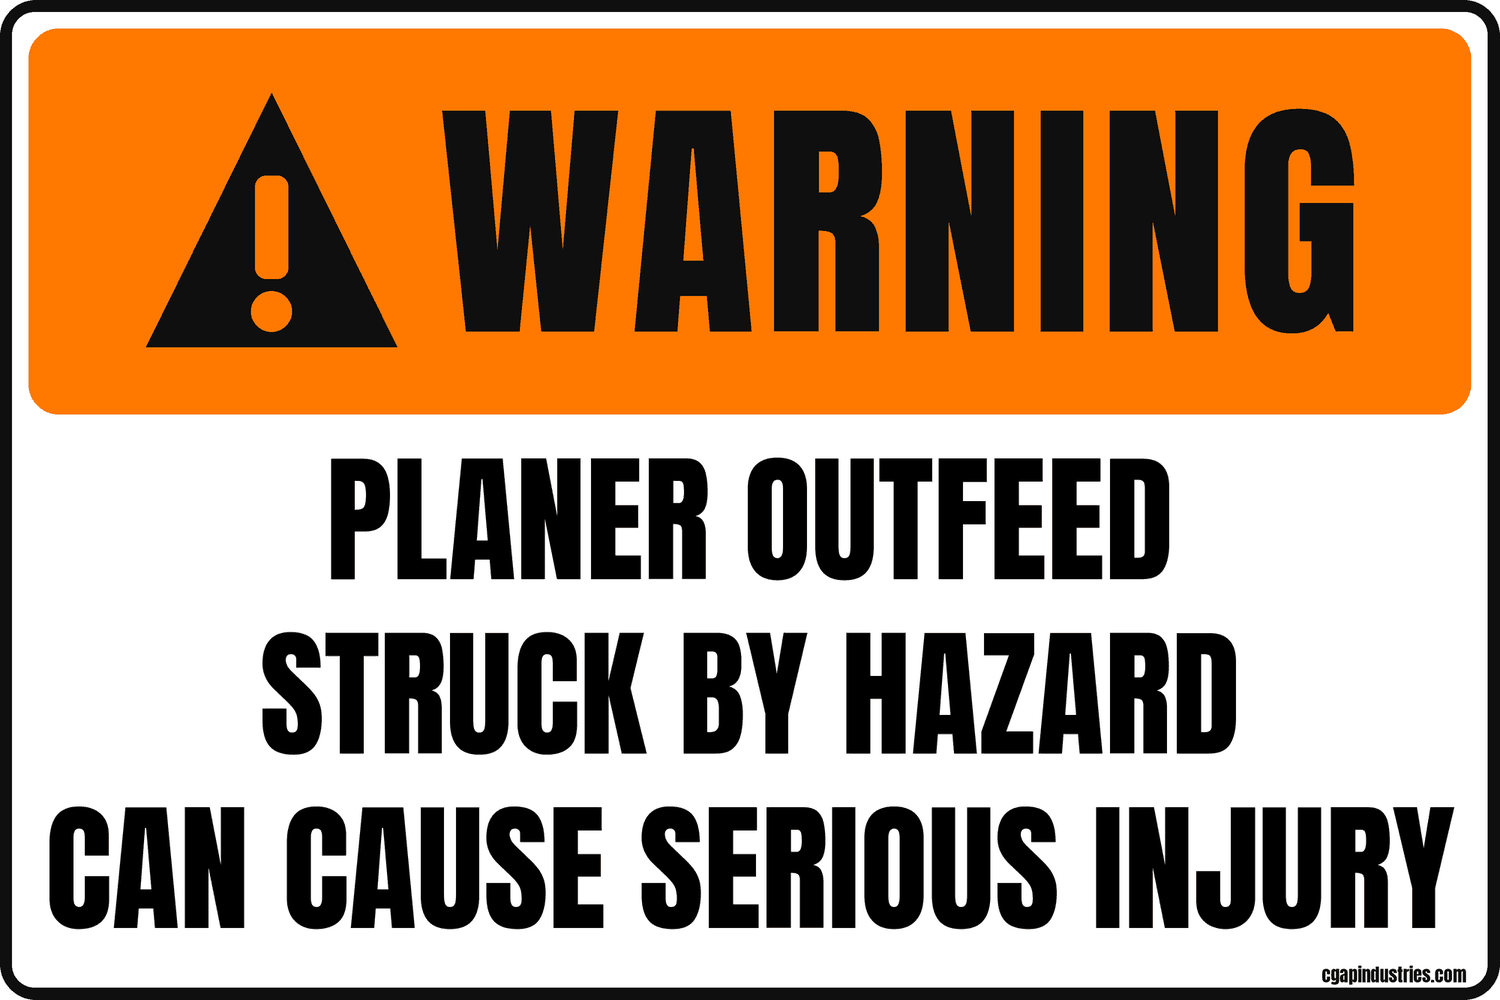 WARNING
PLANER OUTFEED
STRUCK BY HAZARD
CAN CAUSE SERIOUS INJURY
cgapindustries.com